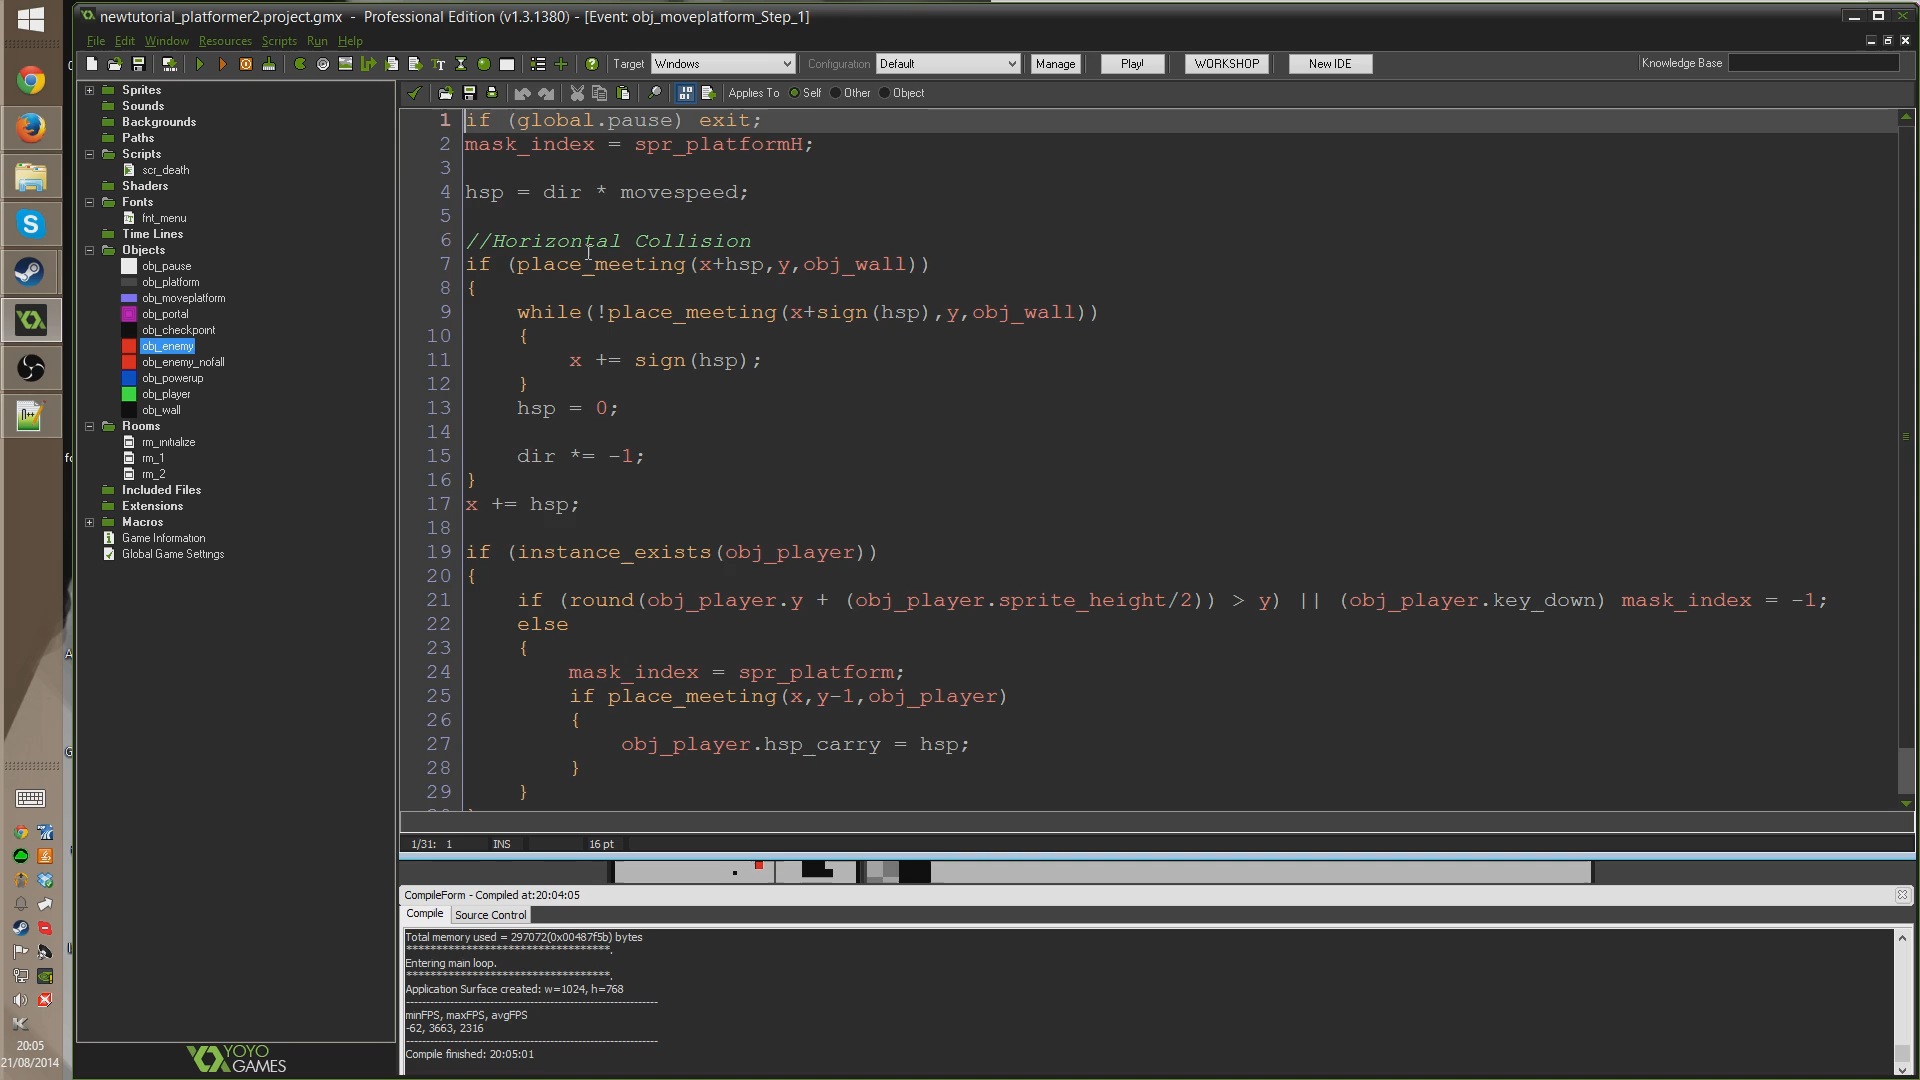 newtutorial_platformer2.project.gmx - Professional Edition (v1.3.1380) - [Event: obj_moveplatform_Step_1]
File Edit Window Resources Scripts Run Help
Target Windows Configuration Default Manage Play! WORKSHOP New IDE Knowledge Base
Applies To Self Other Object
Sprites
Sounds
Backgrounds
Paths
Scripts
scr_death
Shaders
Fonts
fnt_menu
Time Lines
Objects
obj_pause
obj_platform
obj_moveplatform
obj_portal
obj_checkpoint
obj_enemy
obj_enemy_nofall
obj_powerup
obj_player
obj_wall
Rooms
rm_initialize
rm_1
rm_2
Included Files
Extensions
Macros
Game Information
Global Game Settings
YOYO
GAMES
1 if (global.pause) exit;
2 mask_index = spr_platformH;
3
4 hsp = dir * movespeed;
5
6 //Horizontal Collision
7 if (place_meeting(x+hsp,y,obj_wall))
8 {
9 while(!place_meeting(x+sign(hsp),y,obj_wall))
10 {
11 x += sign(hsp);
12 }
13 hsp = 0;
14
15 dir *= -1;
16 }
17 x += hsp;
18
19 if (instance_exists(obj_player))
20 {
21 if (round(obj_player.y + (obj_player.sprite_height/2)) > y) || (obj_player.key_down) mask_index = -1;
22 else
23 {
24 mask_index = spr_platform;
25 if place_meeting(x,y-1,obj_player)
26 {
27 obj_player.hsp_carry = hsp;
28 }
29 }
1/31: 1 INS 16 pt
CompileForm - Compiled at:20:04:05
Compile Source Control
Total memory used = 297072(0x00487f5b) bytes
***********************************.
Entering main loop.
***********************************.
Application Surface created: w=1024, h=768
---------------------------------------------------------------
minFPS, maxFPS, avgFPS
-62, 3663, 2316
---------------------------------------------------------------
Compile finished: 20:05:01
20:05
21/08/2014